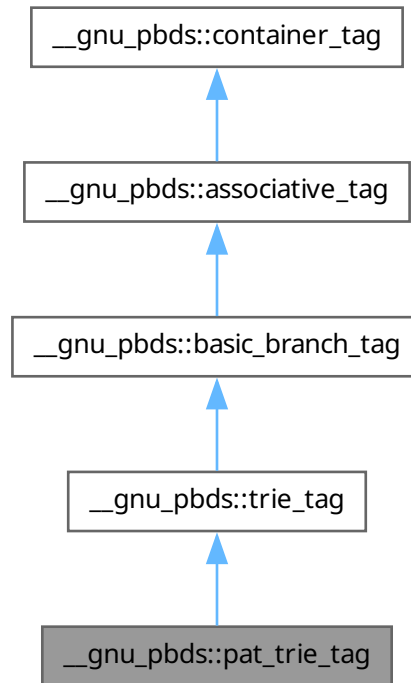 __gnu_pbds::container_tag
__gnu_pbds::associative_tag
__gnu_pbds::basic_branch_tag
__gnu_pbds::trie_tag
__gnu_pbds::pat_trie_tag